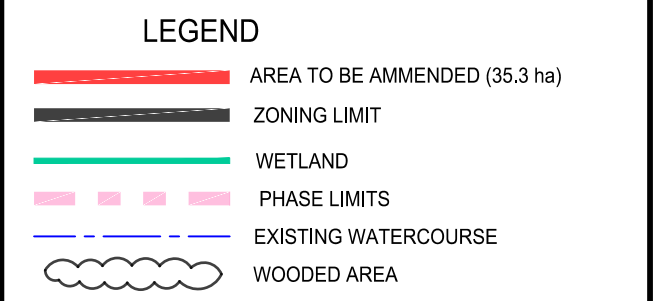 LEGEND
AREA TO BE AMMENDED (35.3 ha)
ZONING LIMIT
WETLAND
PHASE LIMITS
EXISTING WATERCOURSE
WOODED AREA